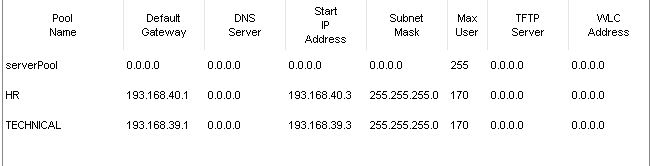 Pool Name Default Gateway DNS Server Start IP Address Subnet Mask Max User TFTP Server WLC Address
serverPool 0.0.0.0 0.0.0.0 0.0.0.0 0.0.0.0 255 0.0.0.0 0.0.0.0
HR 193.168.40.1 0.0.0.0 193.168.40.3 255.255.255.0 170 0.0.0.0 0.0.0.0
TECHNICAL 193.168.39.1 0.0.0.0 193.168.39.3 255.255.255.0 170 0.0.0.0 0.0.0.0